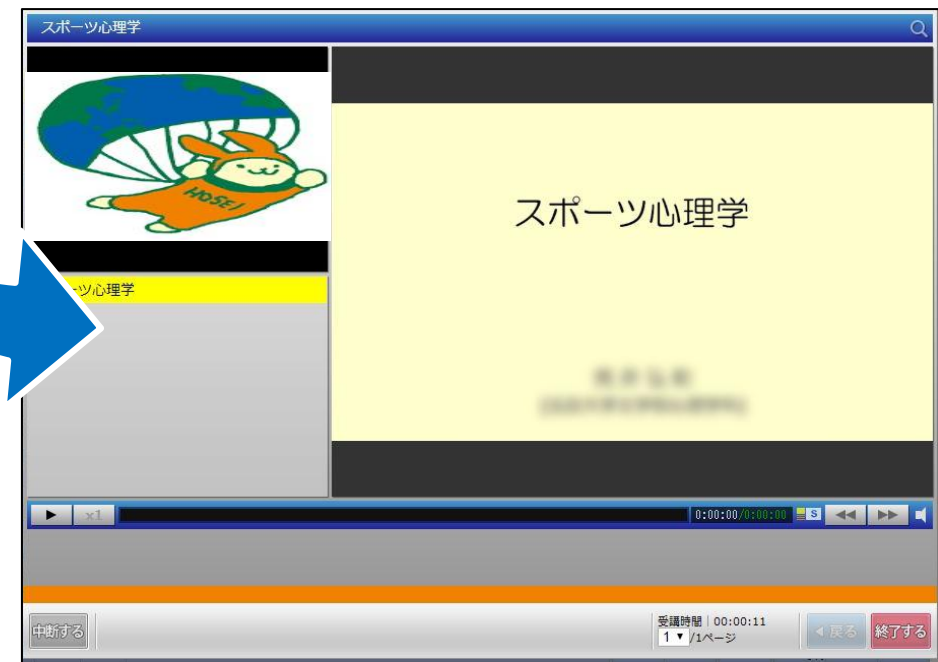 スポーツ心理学
HOSEI
スポーツ心理学
ーツ心理学
x1
0:00:00/0:00:00
S
中断する
受講時間 00:00:11
1 ▼ /1ページ
戻る
終了する